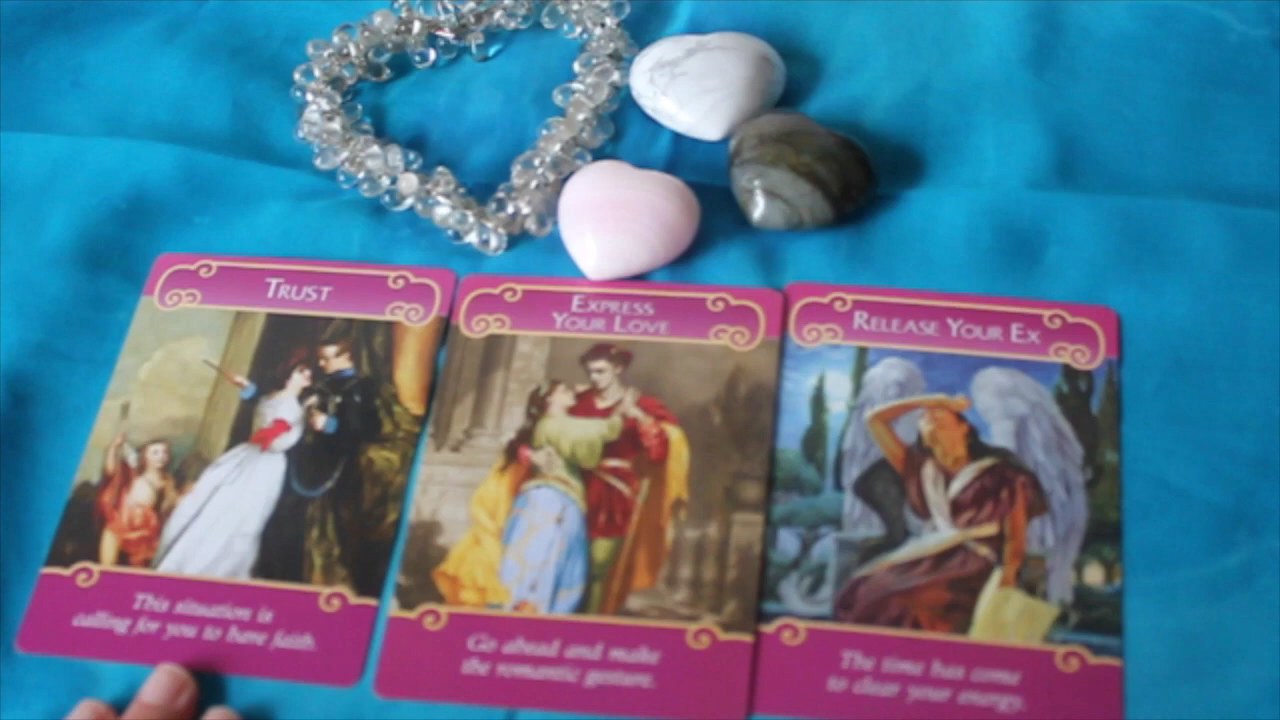 TRUST
This situation is
calling for you to have faith.
EXPRESS
YOUR LOVE
Go ahead and make
the romantic gesture.
RELEASE YOUR EX
The time has come
to clear your energy.